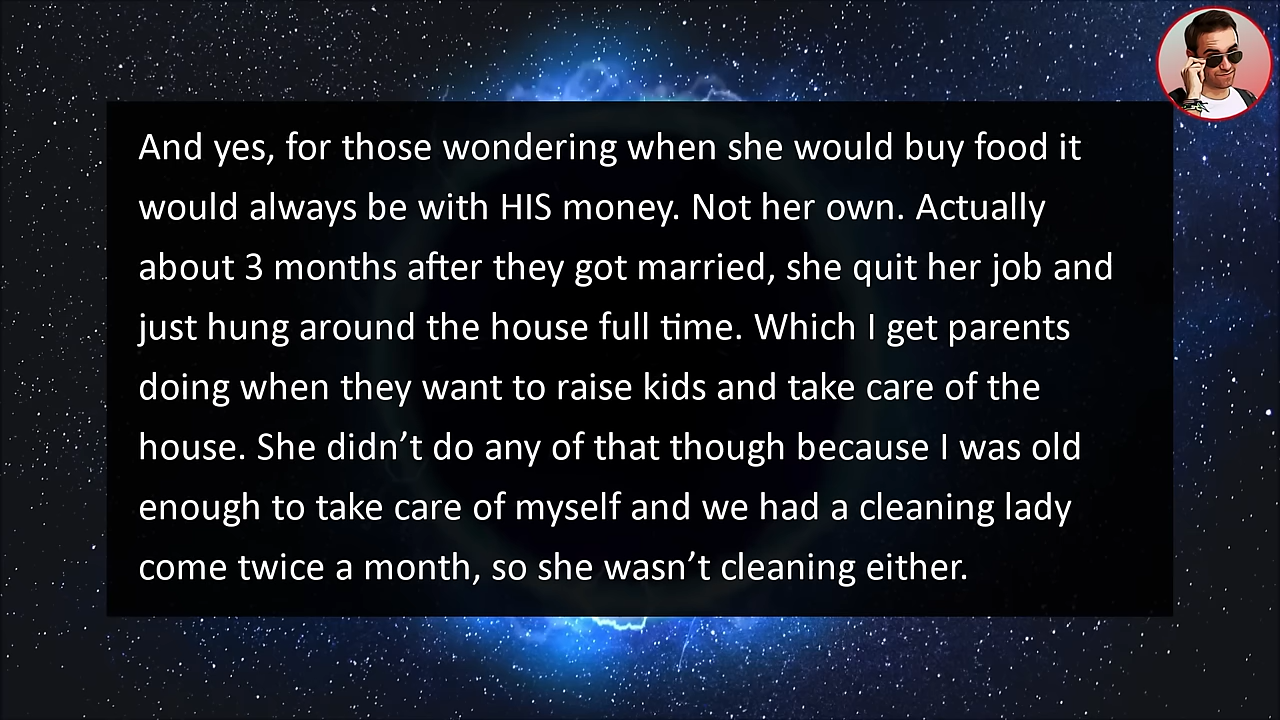 And yes, for those wondering when she would buy food it
would always be with HIS money. Not her own. Actually
about 3 months after they got married, she quit her job and
just hung around the house full time. Which I get parents
doing when they want to raise kids and take care of the
house. She didn’t do any of that though because I was old
enough to take care of myself and we had a cleaning lady
come twice a month, so she wasn’t cleaning either.